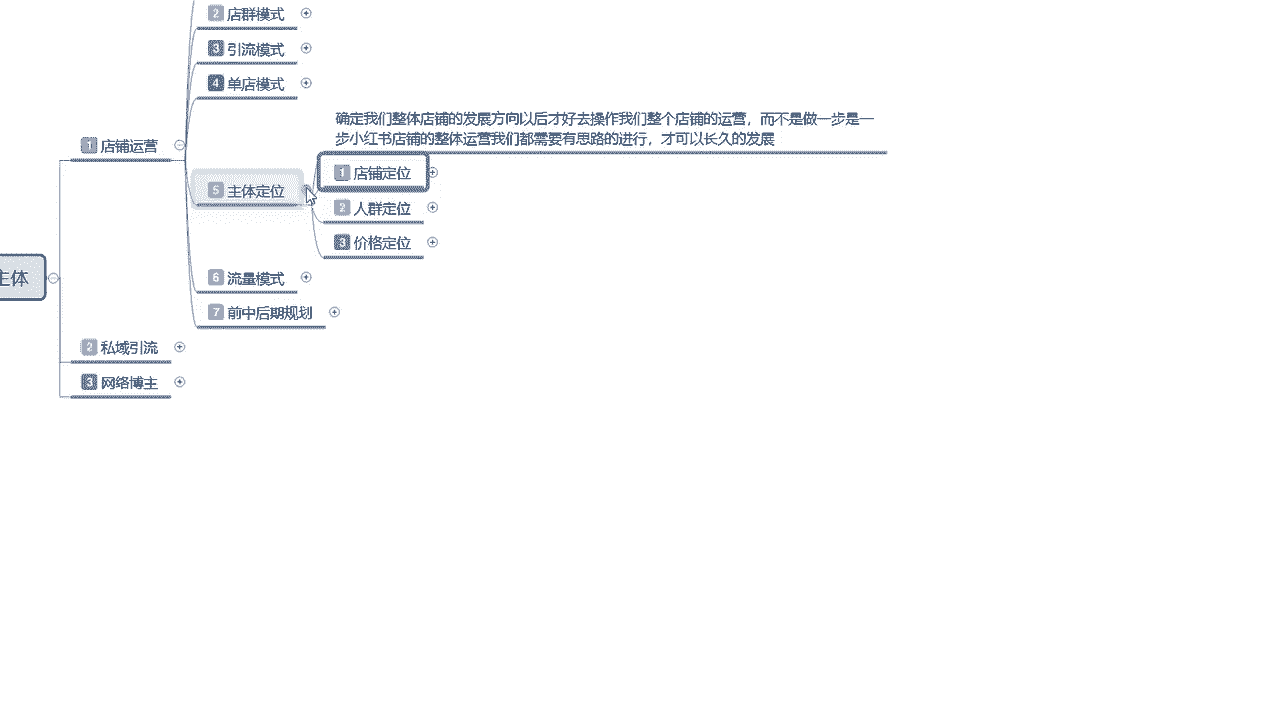 2 店群模式
3 引流模式
4 单店模式
确定我们整体店铺的发展方向以后才好去操作我们整个店铺的运营，而不是做一步是一
步小红书店铺的整体运营我们都需要有思路的进行，才可以长久的发展
1 店铺运营
1 店铺定位
5 主体定位
2 人群定位
3 价格定位
主体
6 流量模式
7 前中后期规划
2 私域引流
3 网络博主